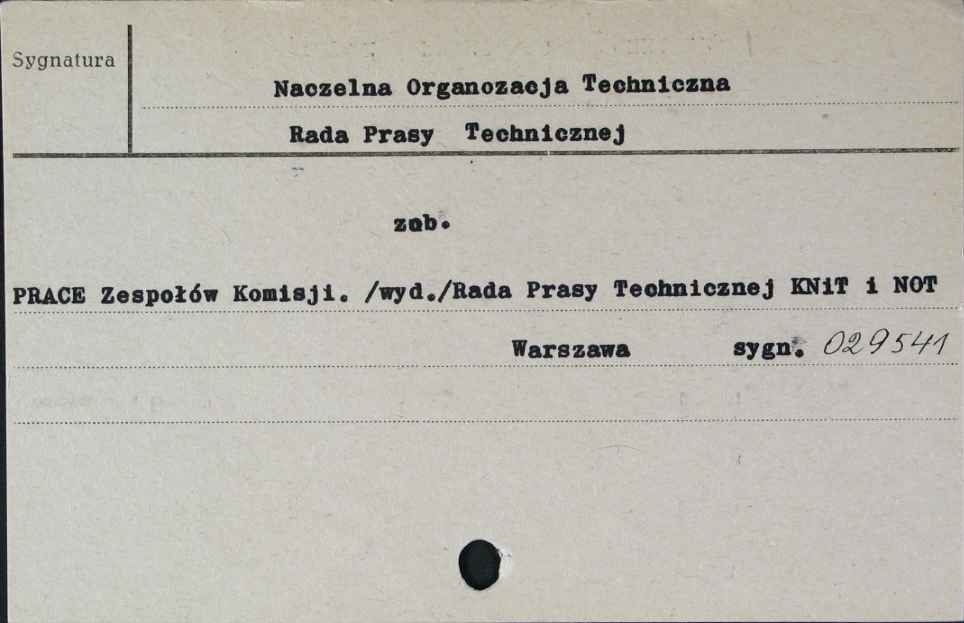 Sygnatura
Naczelna Organozacja Techniczna
Rada Prasy Technicznej
zob.
PRACE Zespołów Komisji. /wyd./Rada Prasy Technicznej KNiT i NOT
Warszawa sygn. 029541